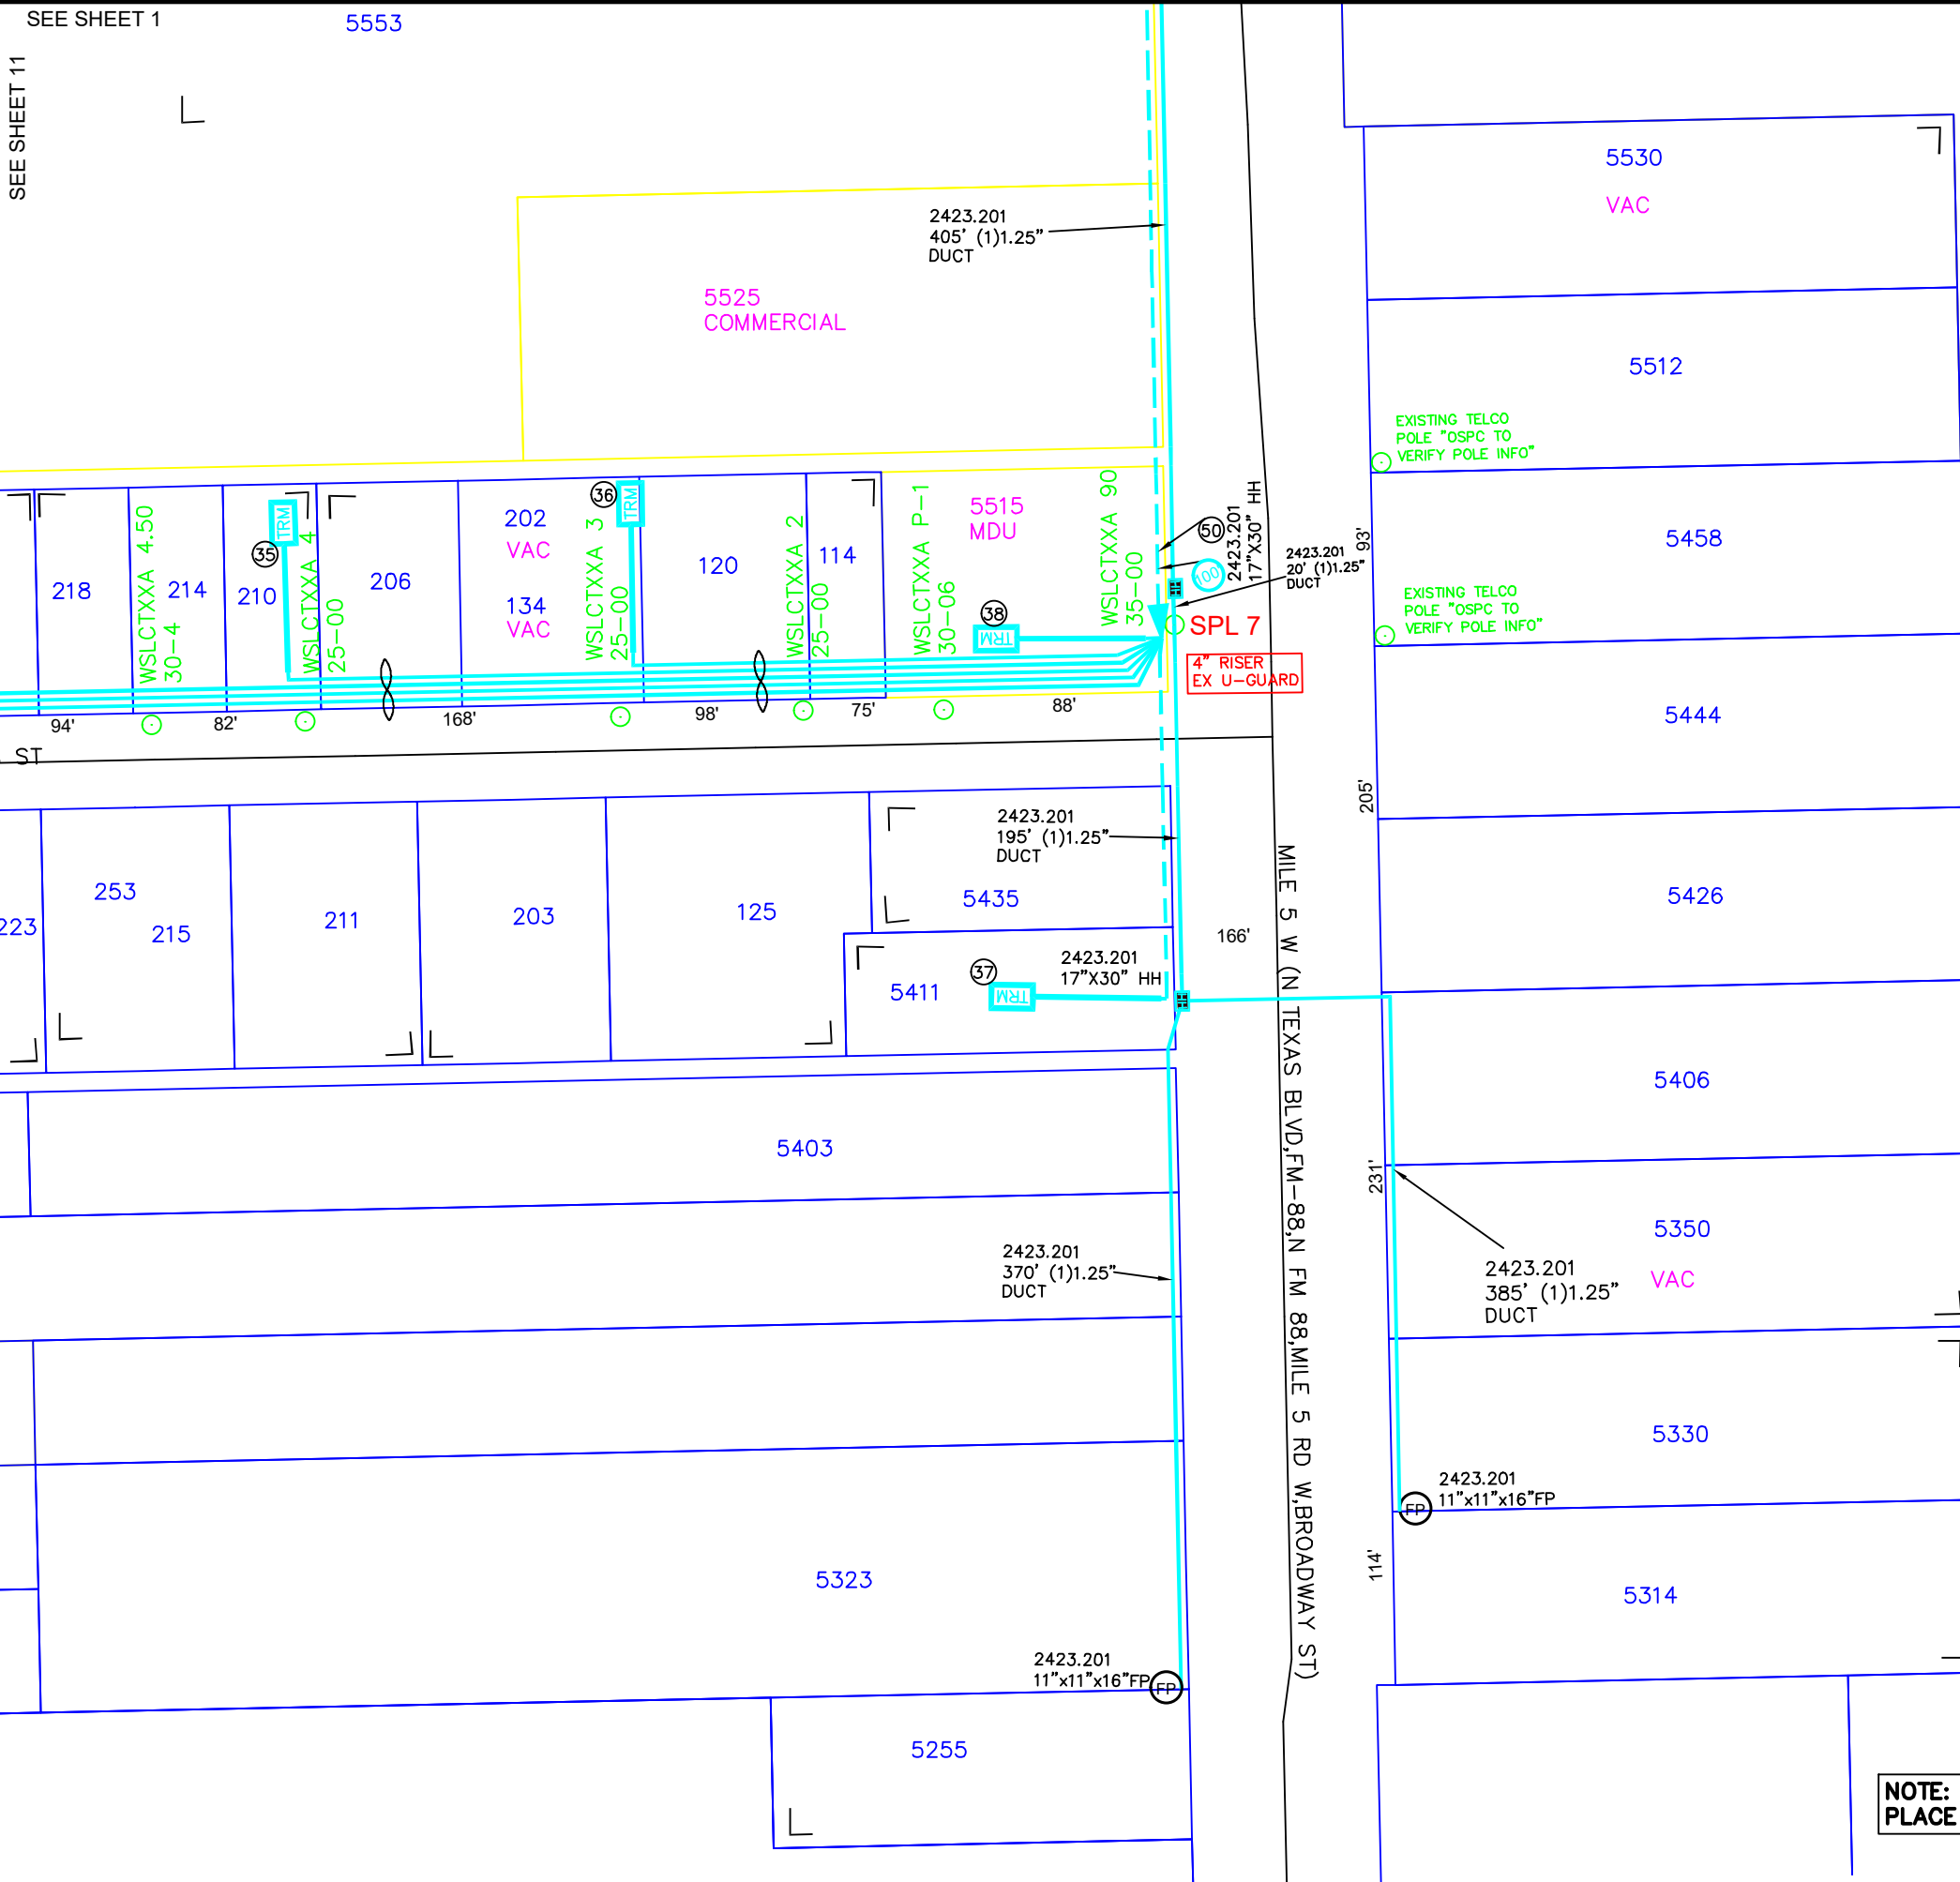 SEE SHEET 1
SEE SHEET 11
5553
5530
VAC
2423.201
405' (1)1.25"
DUCT
5525
COMMERCIAL
5512
EXISTING TELCO
POLE "OSPC TO
VERIFY POLE INFO"
218
WSLCTXXA 4.50
30-4
214
210
TRM
35
WSLCTXXA 4
25-00
206
202
VAC
134
VAC
36
TRM
WSLCTXXA 3
25-00
120
WSLCTXXA 2
25-00
114
WSLCTXXA P-1
30-06
5515
MDU
38
TRM
WSLCTXXA 90
35-00
50
100
2423.201
17"X30" HH
2423.201
20' (1)1.25"
DUCT
SPL 7
4" RISER
EX U-GUARD
93'
5458
EXISTING TELCO
POLE "OSPC TO
VERIFY POLE INFO"
94'
82'
168'
98'
75'
88'
5444
ST
205'
2423.201
195' (1)1.25"
DUCT
5435
5426
223
253
215
211
203
125
166'
37
TRM
2423.201
17"X30" HH
5411
MILE 5 W (N TEXAS BLVD,FM-88,N FM 88,MILE 5 RD W,BROADWAY ST)
5406
5403
231'
5350
VAC
2423.201
370' (1)1.25"
DUCT
2423.201
385' (1)1.25"
DUCT
5330
2423.201
11"x11"x16"FP
FP
5323
114'
5314
2423.201
11"x11"x16"FP
FP
5255
NOTE:
PLACE